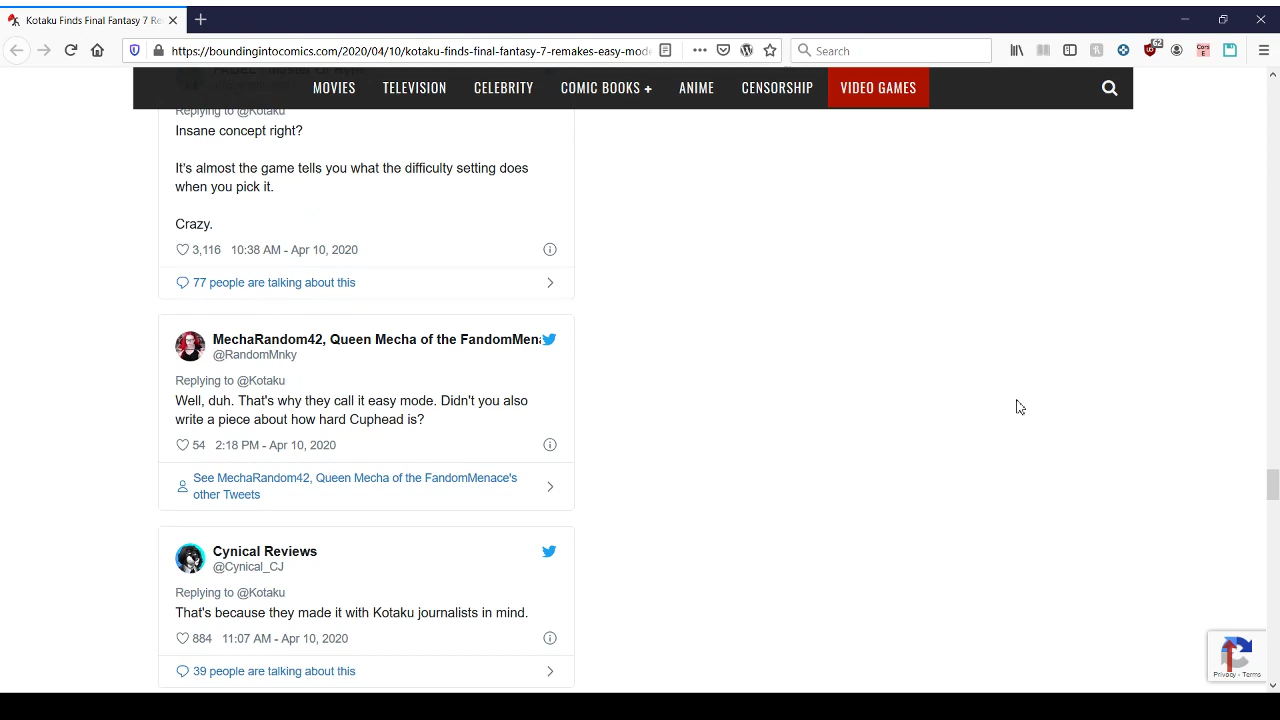 Kotaku Finds Final Fantasy 7 Re
https://boundingintocomics.com/2020/04/10/kotaku-finds-final-fantasy-7-remakes-easy-mode
Search
62
Cors
E
MOVIES TELEVISION CELEBRITY COMIC BOOKS + ANIME CENSORSHIP VIDEO GAMES
Replying to @Kotaku
Insane concept right?
It's almost the game tells you what the difficulty setting does
when you pick it.
Crazy.
3,116 10:38 AM - Apr 10, 2020
77 people are talking about this
MechaRandom42, Queen Mecha of the FandomMena
@RandomMnky
Replying to @Kotaku
Well, duh. That's why they call it easy mode. Didn't you also
write a piece about how hard Cuphead is?
54 2:18 PM - Apr 10, 2020
See MechaRandom42, Queen Mecha of the FandomMenace's
other Tweets
Cynical Reviews
@Cynical_CJ
Replying to @Kotaku
That's because they made it with Kotaku journalists in mind.
884 11:07 AM - Apr 10, 2020
39 people are talking about this
Privacy - Terms